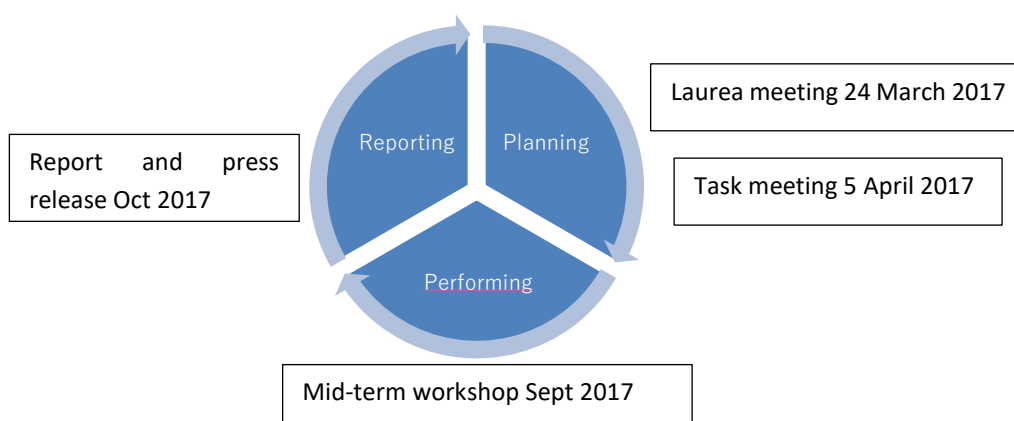 Laurea meeting 24 March 2017
Reporting
Planning
Report and press
release Oct 2017
Task meeting 5 April 2017
Performing
Mid-term workshop Sept 2017